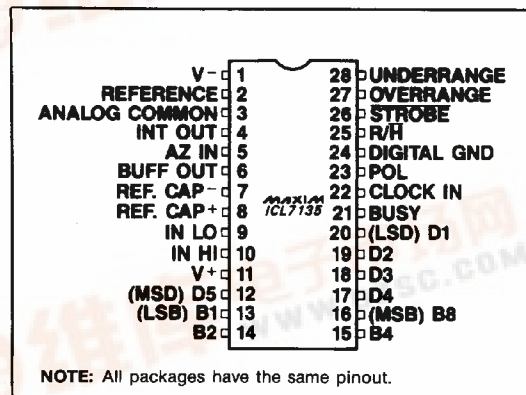 V- 1
REFERENCE 2
ANALOG COMMON 3
INT OUT 4
AZ IN 5
BUFF OUT 6
REF. CAP- 7
REF. CAP+ 8
IN LO 9
IN HI 10
V+ 11
(MSD) D5 12
(LSB) B1 13
B2 14
MAXIM
ICL7135
28 UNDERRANGE
27 OVERRANGE
26 STROBE
25 R/H
24 DIGITAL GND
23 POL
22 CLOCK IN
21 BUSY
20 (LSD) D1
19 D2
18 D3
17 D4
16 (MSB) B8
15 B4
NOTE: All packages have the same pinout.